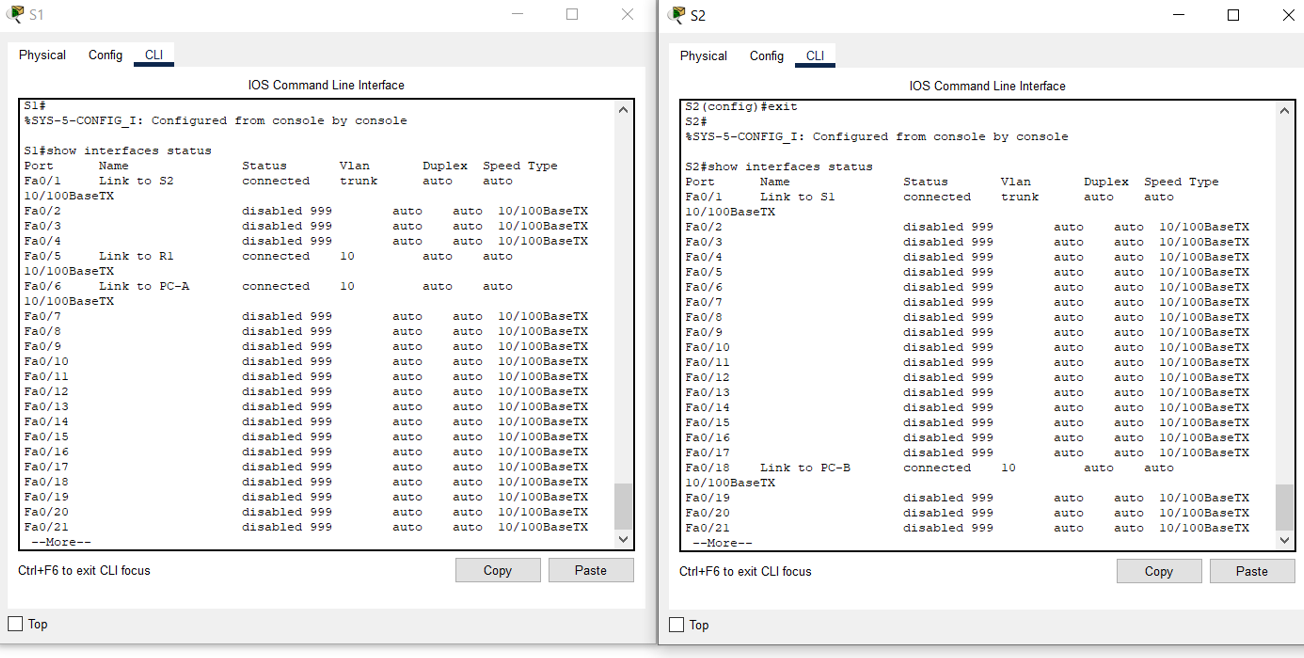 S1
Physical Config CLI
IOS Command Line Interface
S1#
%SYS-5-CONFIG_I: Configured from console by console
S1#show interfaces status
Port Name Status Vlan Duplex Speed Type
Fa0/1 Link to S2 connected trunk auto auto
10/100BaseTX
Fa0/2 disabled 999 auto auto 10/100BaseTX
Fa0/3 disabled 999 auto auto 10/100BaseTX
Fa0/4 disabled 999 auto auto 10/100BaseTX
Fa0/5 Link to R1 connected 10 auto auto
10/100BaseTX
Fa0/6 Link to PC-A connected 10 auto auto
10/100BaseTX
Fa0/7 disabled 999 auto auto 10/100BaseTX
Fa0/8 disabled 999 auto auto 10/100BaseTX
Fa0/9 disabled 999 auto auto 10/100BaseTX
Fa0/10 disabled 999 auto auto 10/100BaseTX
Fa0/11 disabled 999 auto auto 10/100BaseTX
Fa0/12 disabled 999 auto auto 10/100BaseTX
Fa0/13 disabled 999 auto auto 10/100BaseTX
Fa0/14 disabled 999 auto auto 10/100BaseTX
Fa0/15 disabled 999 auto auto 10/100BaseTX
Fa0/16 disabled 999 auto auto 10/100BaseTX
Fa0/17 disabled 999 auto auto 10/100BaseTX
Fa0/18 disabled 999 auto auto 10/100BaseTX
Fa0/19 disabled 999 auto auto 10/100BaseTX
Fa0/20 disabled 999 auto auto 10/100BaseTX
Fa0/21 disabled 999 auto auto 10/100BaseTX
--More--
Ctrl+F6 to exit CLI focus
Copy Paste
Top
S2
Physical Config CLI
IOS Command Line Interface
S2(config)#exit
S2#
%SYS-5-CONFIG_I: Configured from console by console
S2#show interfaces status
Port Name Status Vlan Duplex Speed Type
Fa0/1 Link to S1 connected trunk auto auto
10/100BaseTX
Fa0/2 disabled 999 auto auto 10/100BaseTX
Fa0/3 disabled 999 auto auto 10/100BaseTX
Fa0/4 disabled 999 auto auto 10/100BaseTX
Fa0/5 disabled 999 auto auto 10/100BaseTX
Fa0/6 disabled 999 auto auto 10/100BaseTX
Fa0/7 disabled 999 auto auto 10/100BaseTX
Fa0/8 disabled 999 auto auto 10/100BaseTX
Fa0/9 disabled 999 auto auto 10/100BaseTX
Fa0/10 disabled 999 auto auto 10/100BaseTX
Fa0/11 disabled 999 auto auto 10/100BaseTX
Fa0/12 disabled 999 auto auto 10/100BaseTX
Fa0/13 disabled 999 auto auto 10/100BaseTX
Fa0/14 disabled 999 auto auto 10/100BaseTX
Fa0/15 disabled 999 auto auto 10/100BaseTX
Fa0/16 disabled 999 auto auto 10/100BaseTX
Fa0/17 disabled 999 auto auto 10/100BaseTX
Fa0/18 Link to PC-B connected 10 auto auto
10/100BaseTX
Fa0/19 disabled 999 auto auto 10/100BaseTX
Fa0/20 disabled 999 auto auto 10/100BaseTX
Fa0/21 disabled 999 auto auto 10/100BaseTX
--More--
Ctrl+F6 to exit CLI focus
Copy Paste
Top